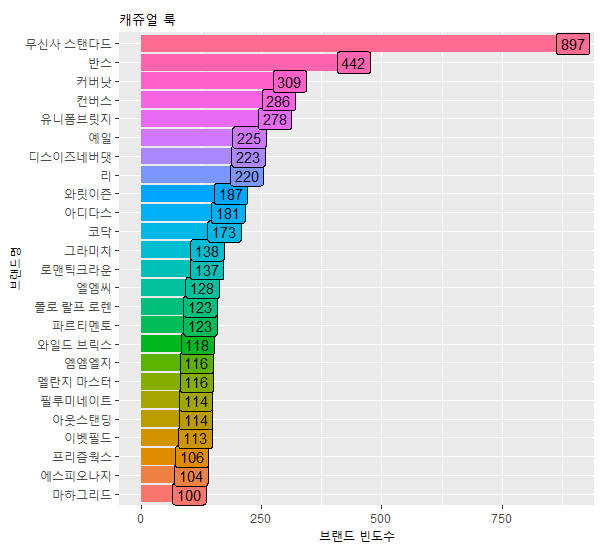 캐쥬얼 룩
무신사 스탠다드 897
반스 442
커버낫 309
컨버스 286
유니폼브릿지 278
예일 225
디스이즈네버댓 223
리 220
와릿이즌 187
아디다스 181
코닥 173
그라미치 138
로맨틱크라운 137
엘엠씨 128
폴로 랄프 로렌 123
파르티멘토 123
와일드 브릭스 118
엠엠엘지 116
멜란지 마스터 116
필루미네이트 114
아웃스탠딩 114
이벳필드 113
프리즘웍스 106
에스피오나지 104
마하그리드 100
브랜드명
0 250 500 750
브랜드 빈도수